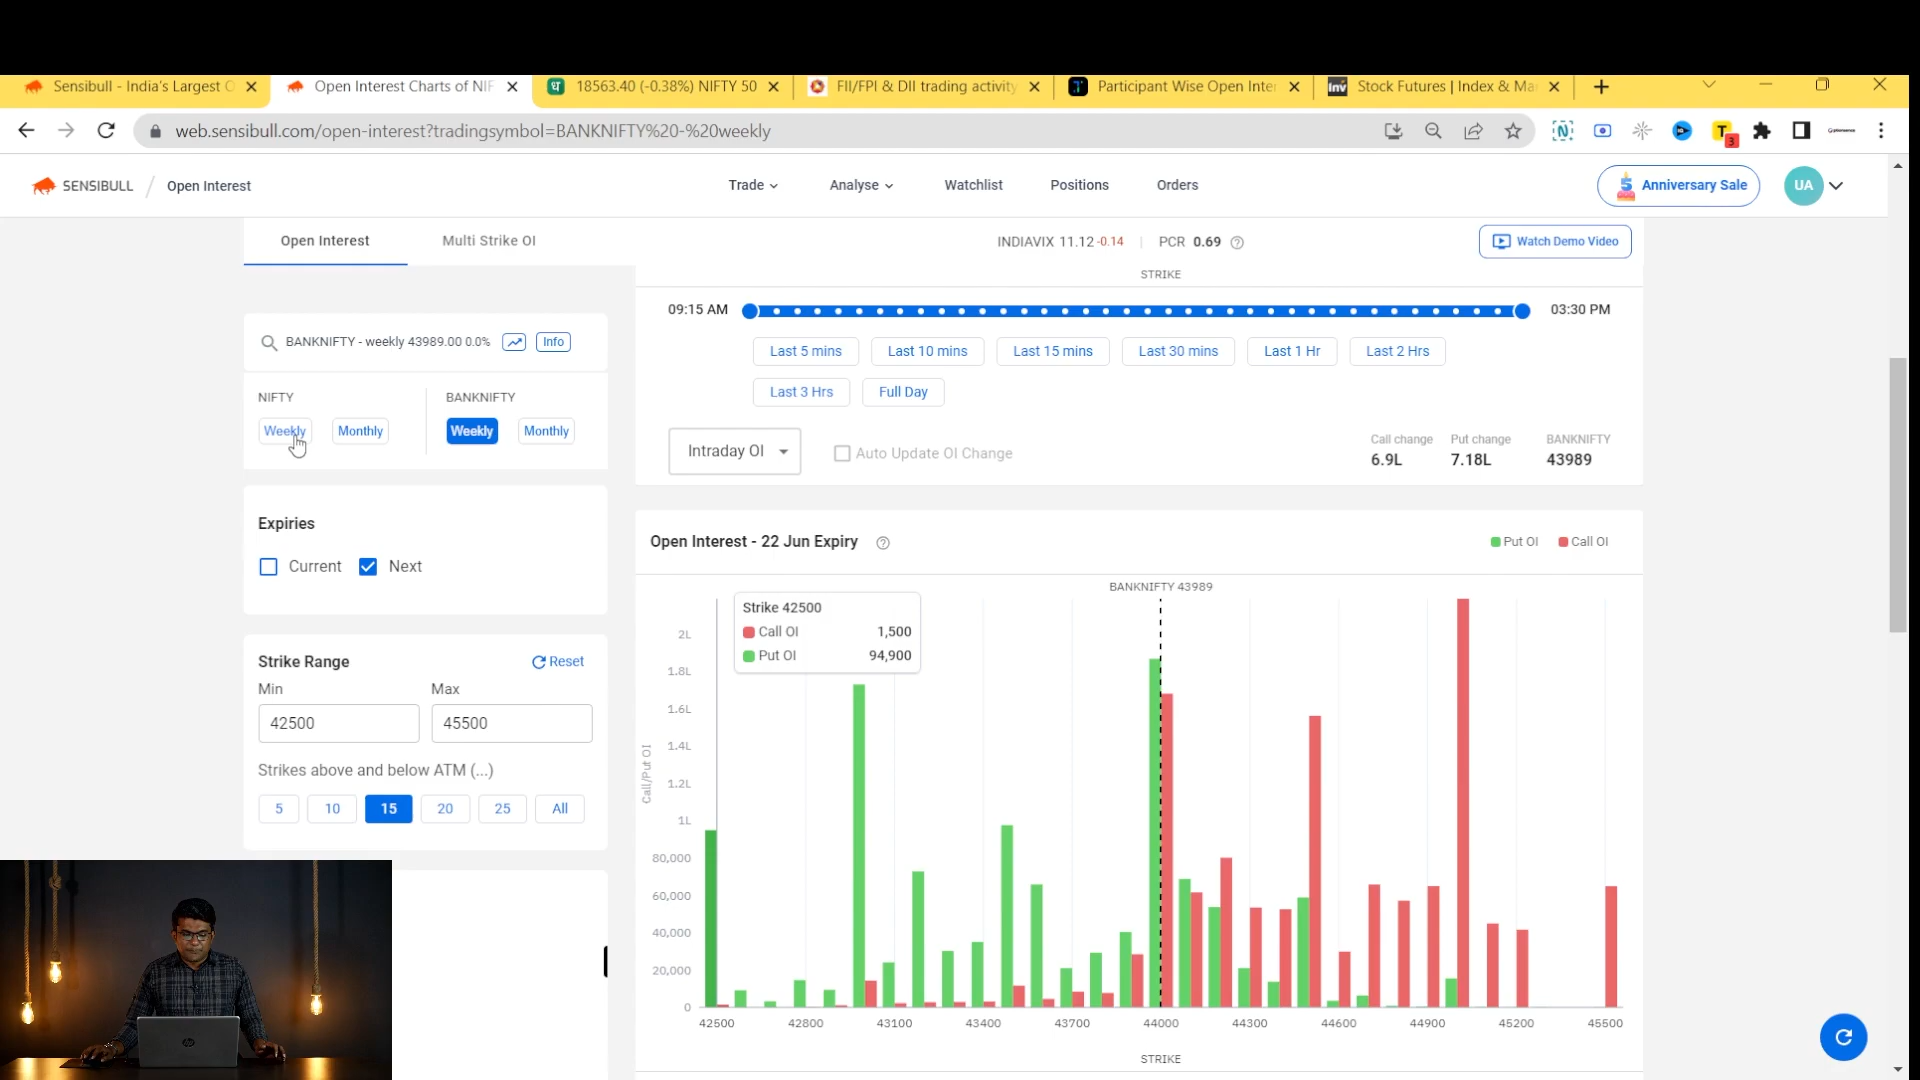 Sensibull - India's Largest O
Open Interest Charts of NIF
18563.40 (-0.38%) NIFTY 50
FII/FPI & DII trading activity
Participant Wise Open Inter
Inv
Stock Futures | Index & Mar
web.sensibull.com/open-interest?tradingsymbol=BANKNIFTY%20-%20weekly
N
T
3
SENSIBULL / Open Interest
Trade
Analyse
Watchlist
Positions
Orders
5
Anniversary Sale
UA
Open Interest
Multi Strike OI
INDIAVIX 11.12 -0.14
PCR 0.69
Watch Demo Video
STRIKE
09:15 AM
03:30 PM
BANKNIFTY - weekly 43989.00 0.0%
Info
Last 5 mins
Last 10 mins
Last 15 mins
Last 30 mins
Last 1 Hr
Last 2 Hrs
Last 3 Hrs
Full Day
NIFTY
BANKNIFTY
Weekly
Monthly
Weekly
Monthly
Intraday OI
Auto Update OI Change
Call change
Put change
BANKNIFTY
6.9L
7.18L
43989
Expiries
Current
Next
Open Interest - 22 Jun Expiry
Put OI
Call OI
BANKNIFTY 43989
Strike 42500
Call OI 1,500
Put OI 94,900
Strike Range
Reset
Min
Max
42500
45500
Strikes above and below ATM (...)
5
10
15
20
25
All
Call/Put OI
2L
1.8L
1.6L
1.4L
1.2L
1L
80,000
60,000
40,000
20,000
0
42500
42800
43100
43400
43700
44000
44300
44600
44900
45200
45500
STRIKE
hp